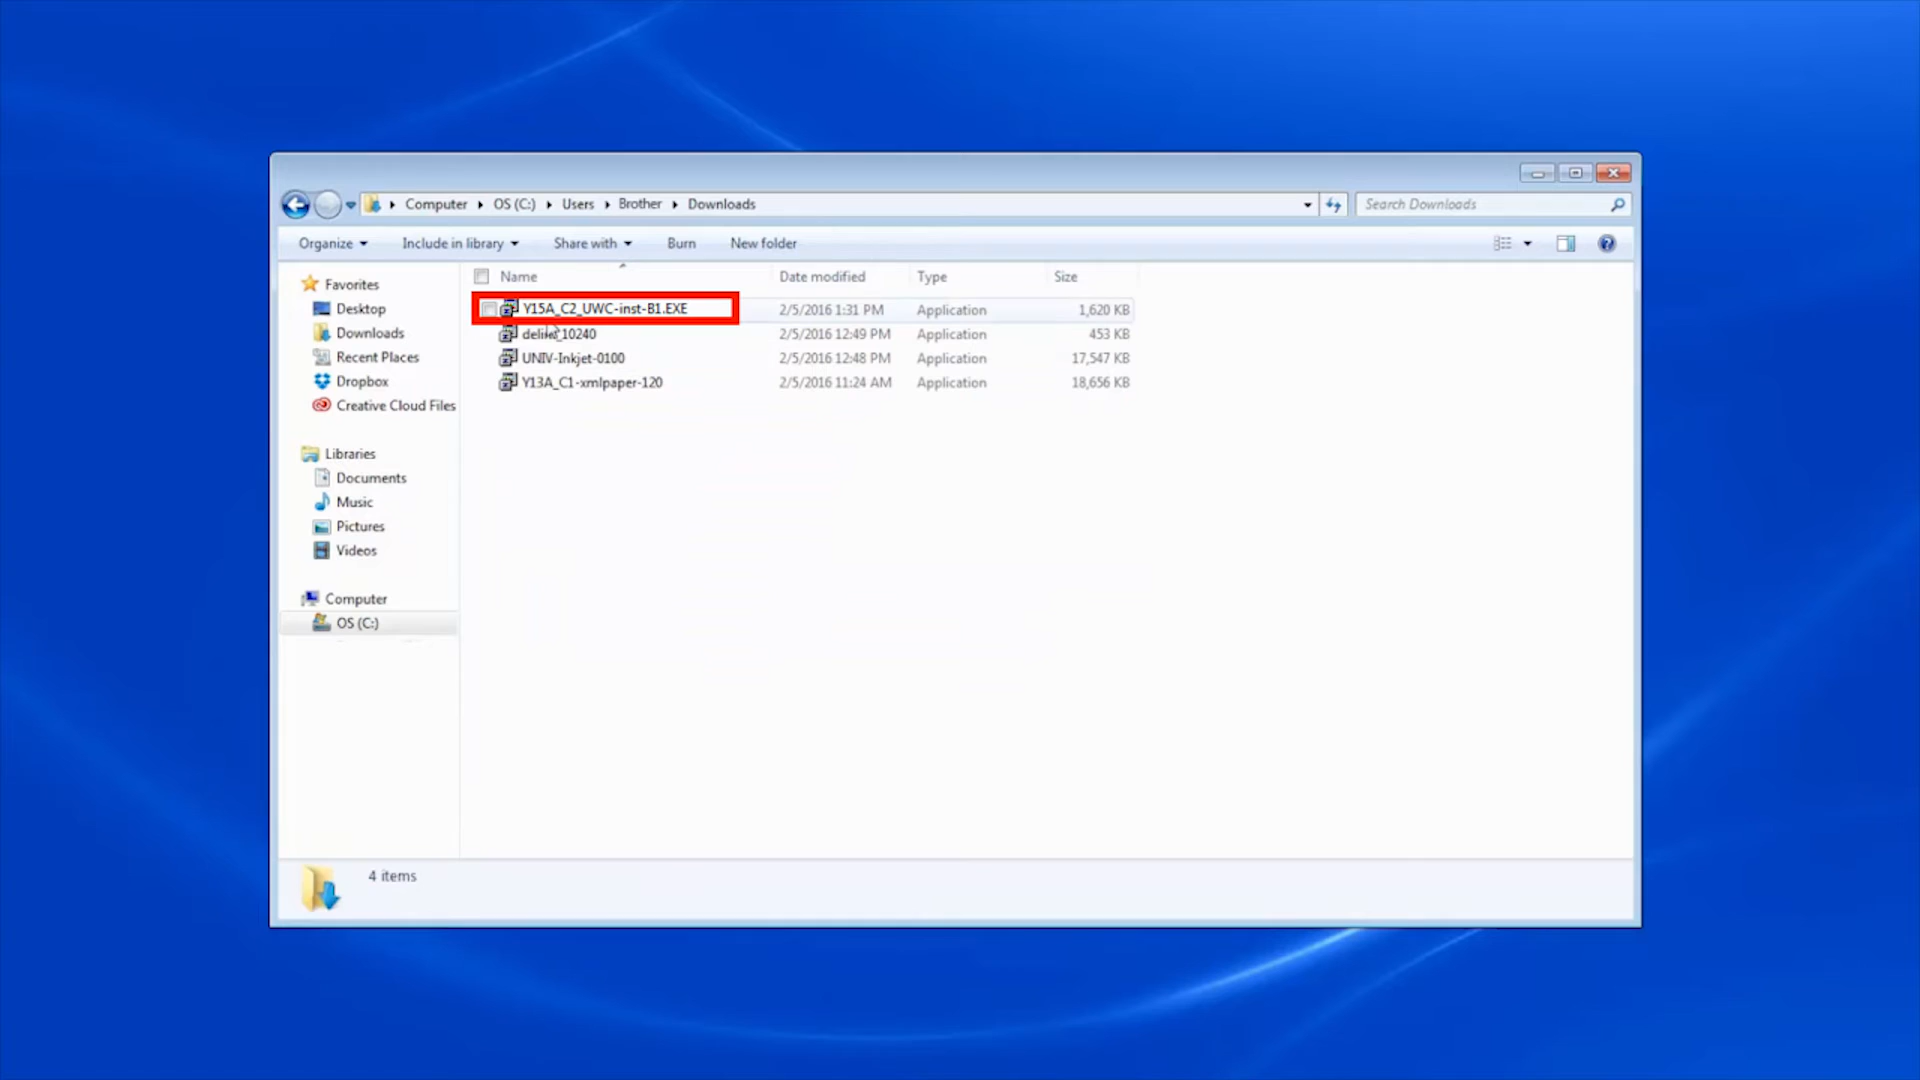 Computer OS (C:) Users Brother Downloads
Search Downloads
Organize Include in library Share with Burn New folder
Name Date modified Type Size
Favorites
Desktop
Downloads
Recent Places
Dropbox
Creative Cloud Files
Libraries
Documents
Music
Pictures
Videos
Computer
OS (C:)
Y15A_C2_UWC-inst-B1.EXE 2/5/2016 1:31 PM Application 1,620 KB
2/5/2016 12:49 PM Application 453 KB
UNIV-Inkjet-0100 2/5/2016 12:48 PM Application 17,547 KB
Y13A_C1-xmlpaper-120 2/5/2016 11:24 AM Application 18,656 KB
4 items